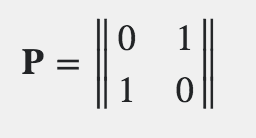 P = ‖ 0 1 ‖
‖ 1 0 ‖